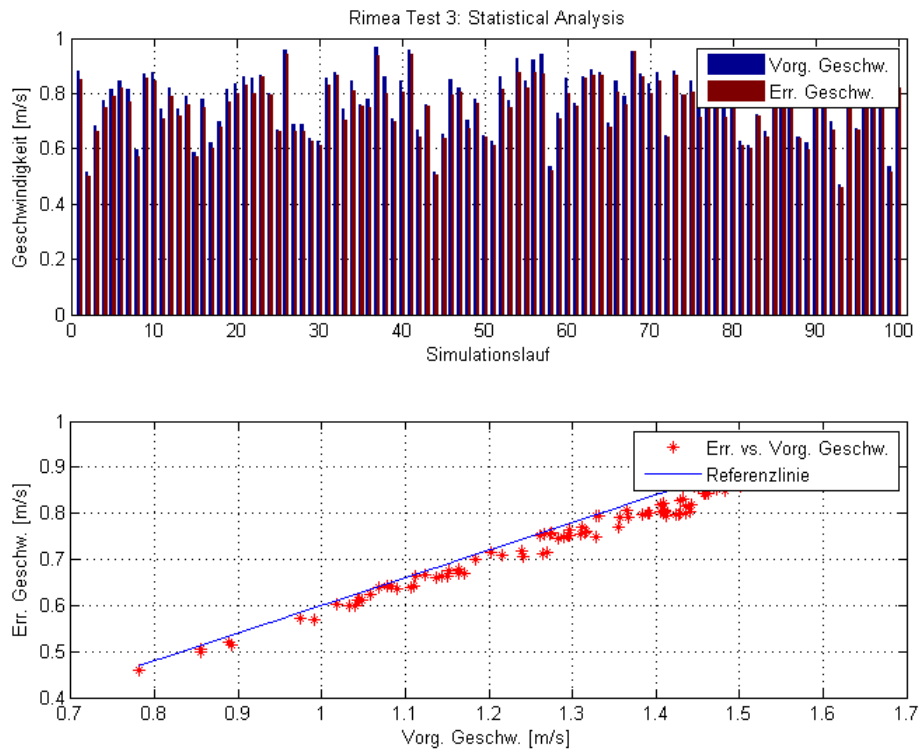 Rimea Test 3: Statistical Analysis
1
0.8
0.6
0.4
0.2
0
Geschwindigkeit [m/s]
Vorg. Geschw.
Err. Geschw.
0 10 20 30 40 50 60 70 80 90 100
Simulationslauf
1
0.9
0.8
0.7
0.6
0.5
0.4
Err. Geschw. [m/s]
Err. vs. Vorg. Geschw.
Referenzlinie
0.7 0.8 0.9 1 1.1 1.2 1.3 1.4 1.5 1.6 1.7
Vorg. Geschw. [m/s]